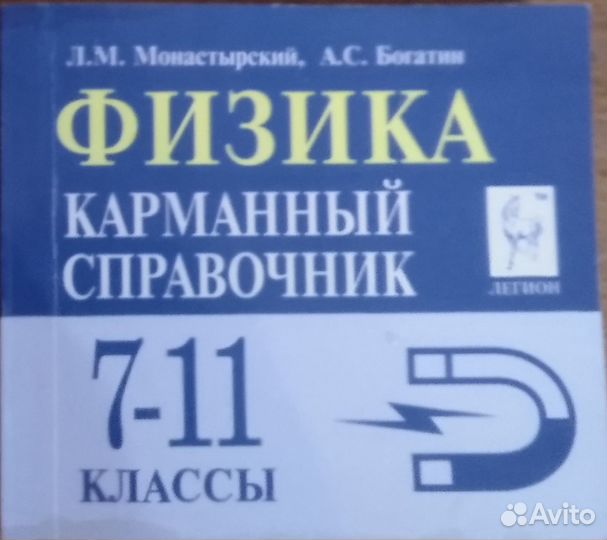 Л.М. Монастырский, А.С. Богатин
ФИЗИКА
КАРМАННЫЙ
СПРАВОЧНИК
ЛЕГИОН
7-11
КЛАССЫ
Avito